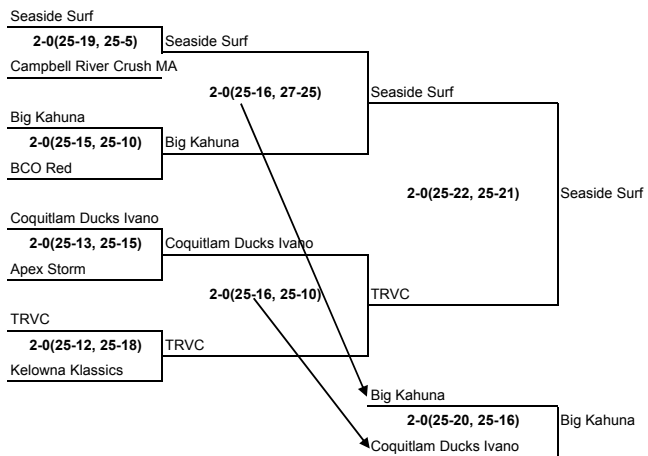 Seaside Surf
2-0(25-19, 25-5)
Seaside Surf
Campbell River Crush MA
2-0(25-16, 27-25)
Seaside Surf
Big Kahuna
2-0(25-15, 25-10)
Big Kahuna
BCO Red
2-0(25-22, 25-21)
Seaside Surf
Coquitlam Ducks Ivano
2-0(25-13, 25-15)
Coquitlam Ducks Ivano
Apex Storm
2-0(25-16, 25-10)
TRVC
TRVC
2-0(25-12, 25-18)
TRVC
Kelowna Klassics
Big Kahuna
2-0(25-20, 25-16)
Big Kahuna
Coquitlam Ducks Ivano